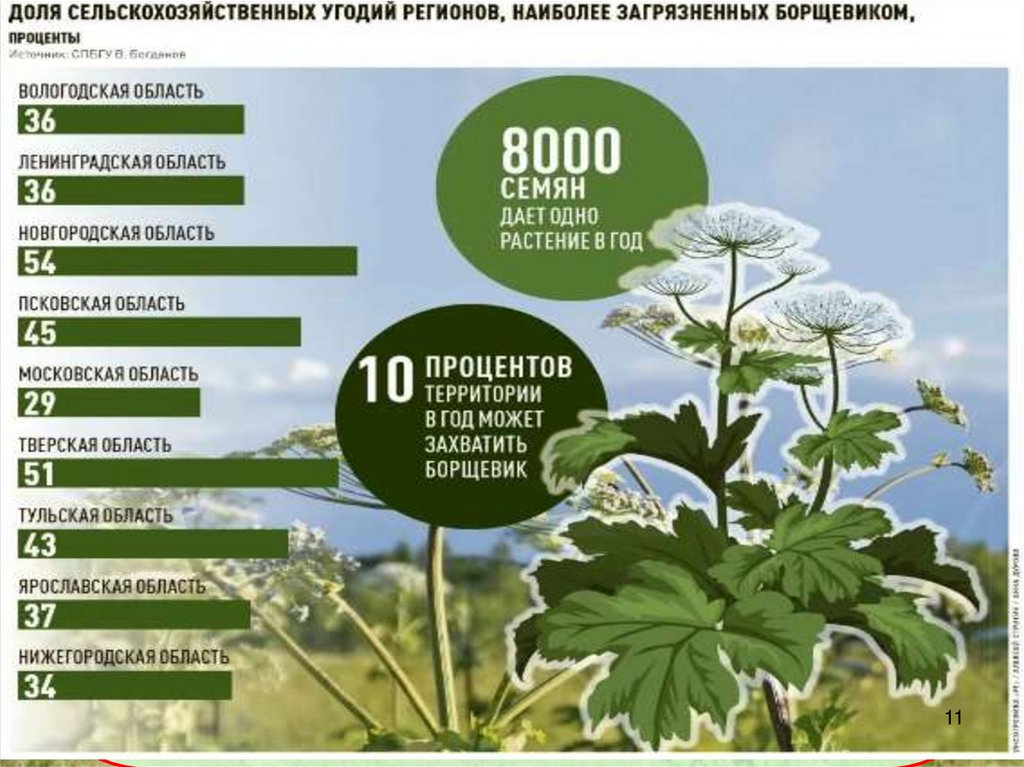 ДОЛЯ СЕЛЬСКОХОЗЯЙСТВЕННЫХ УГОДИЙ РЕГИОНОВ, НАИБОЛЕЕ ЗАГРЯЗНЕННЫХ БОРЩЕВИКОМ,
ПРОЦЕНТЫ
Источник: СПБГУ В. Богданов
ВОЛОГОДСКАЯ ОБЛАСТЬ
36
ЛЕНИНГРАДСКАЯ ОБЛАСТЬ
36
НОВГОРОДСКАЯ ОБЛАСТЬ
54
ПСКОВСКАЯ ОБЛАСТЬ
45
МОСКОВСКАЯ ОБЛАСТЬ
29
ТВЕРСКАЯ ОБЛАСТЬ
51
ТУЛЬСКАЯ ОБЛАСТЬ
43
ЯРОСЛАВСКАЯ ОБЛАСТЬ
37
НИЖЕГОРОДСКАЯ ОБЛАСТЬ
34
8000
СЕМЯН
ДАЕТ ОДНО
РАСТЕНИЕ В ГОД
10 ПРОЦЕНТОВ
ТЕРРИТОРИИ
В ГОД МОЖЕТ
ЗАХВАТИТЬ
БОРЩЕВИК
11